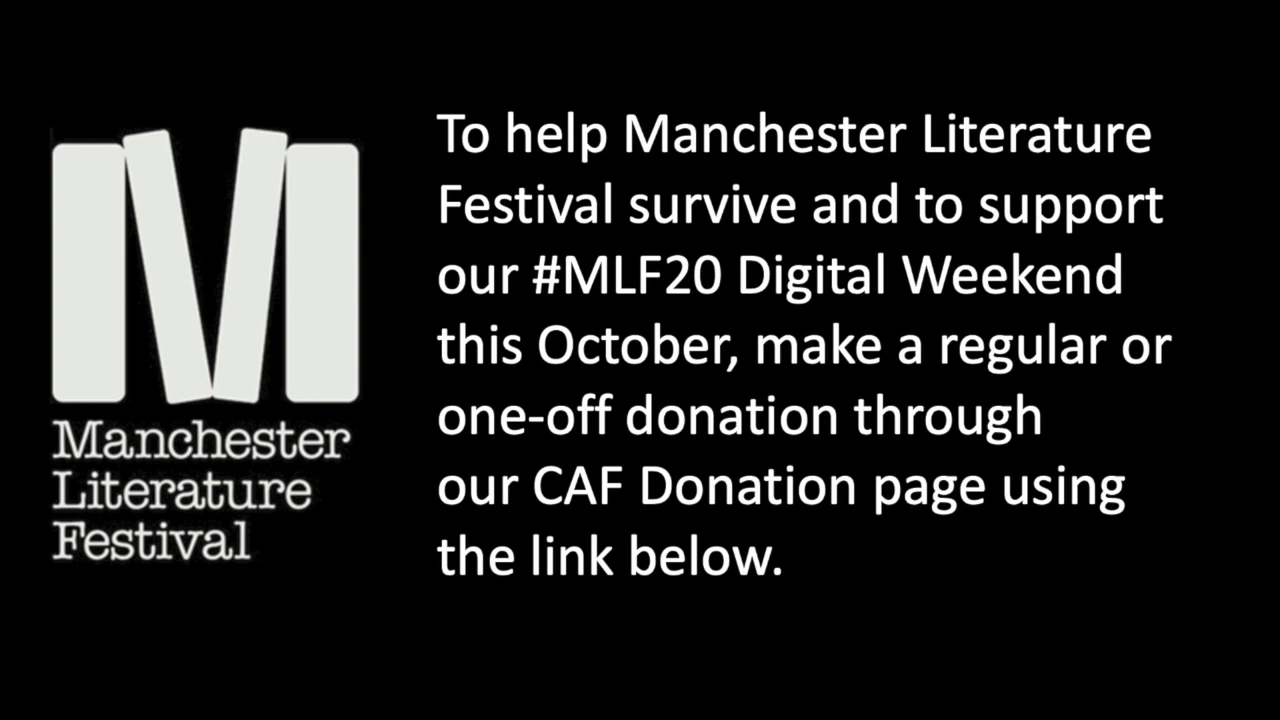 Manchester
Literature
Festival
To help Manchester Literature
Festival survive and to support
our #MLF20 Digital Weekend
this October, make a regular or
one-off donation through
our CAF Donation page using
the link below.